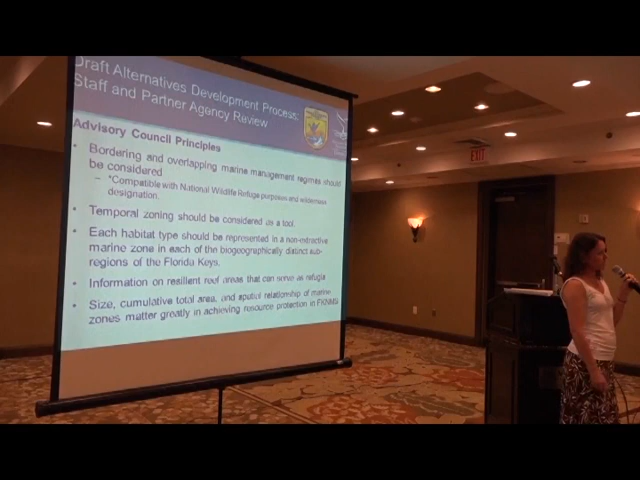 Draft Alternatives Development Process:
Staff and Partner Agency Review
Advisory Council Principles
• Bordering and overlapping marine management regimes should
be considered
– *Compatible with National Wildlife Refuge purposes and wilderness
designation.
• Temporal zoning should be considered as a tool.
• Each habitat type should be represented in a non-extractive
marine zone in each of the biogeographically distinct sub-
regions of the Florida Keys.
• Information on resilient reef areas that can serve as refugia
• Size, cumulative total area, and spatial relationship of marine
zones matter greatly in achieving resource protection in FKNMS
EXIT